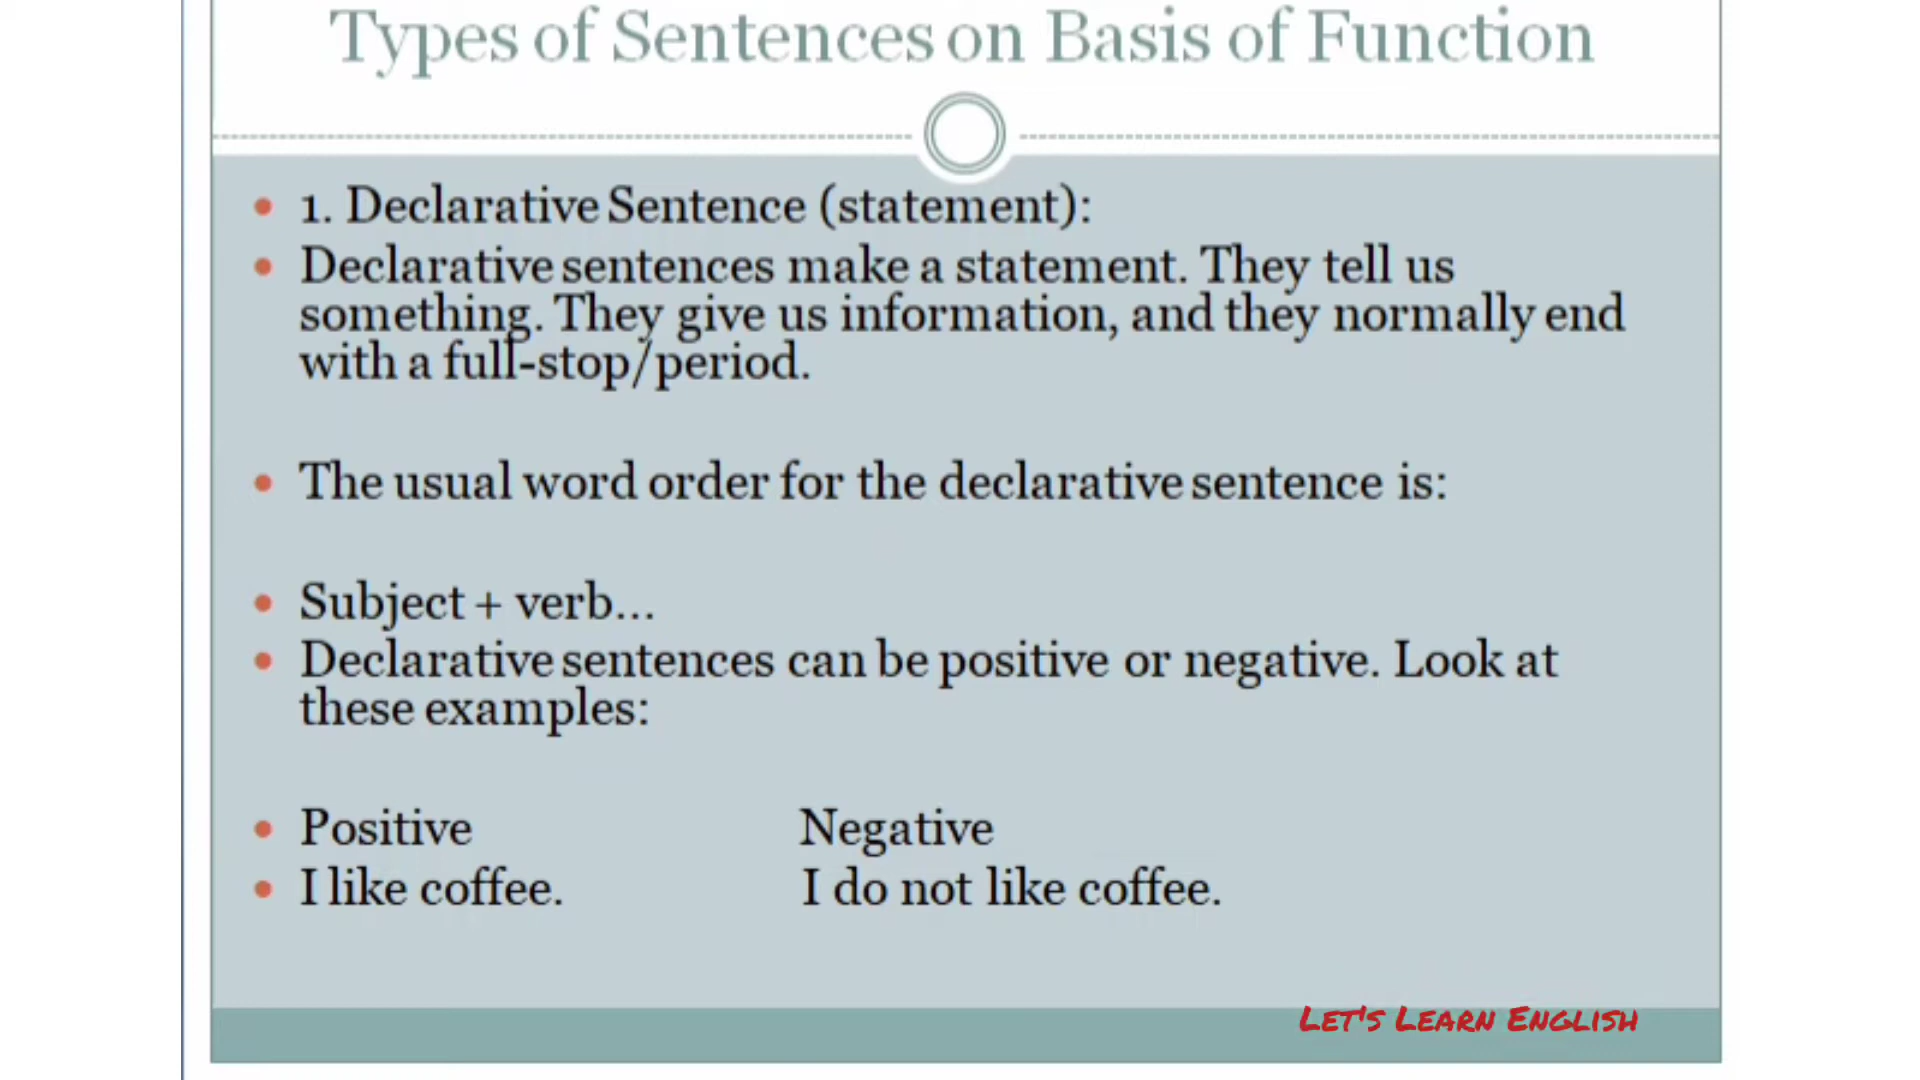 Types of Sentences on Basis of Function
1. Declarative Sentence (statement):
Declarative sentences make a statement. They tell us
something. They give us information, and they normally end
with a full-stop/period.
The usual word order for the declarative sentence is:
Subject + verb...
Declarative sentences can be positive or negative. Look at
these examples:
Positive Negative
I like coffee. I do not like coffee.
LET'S LEARN ENGLISH